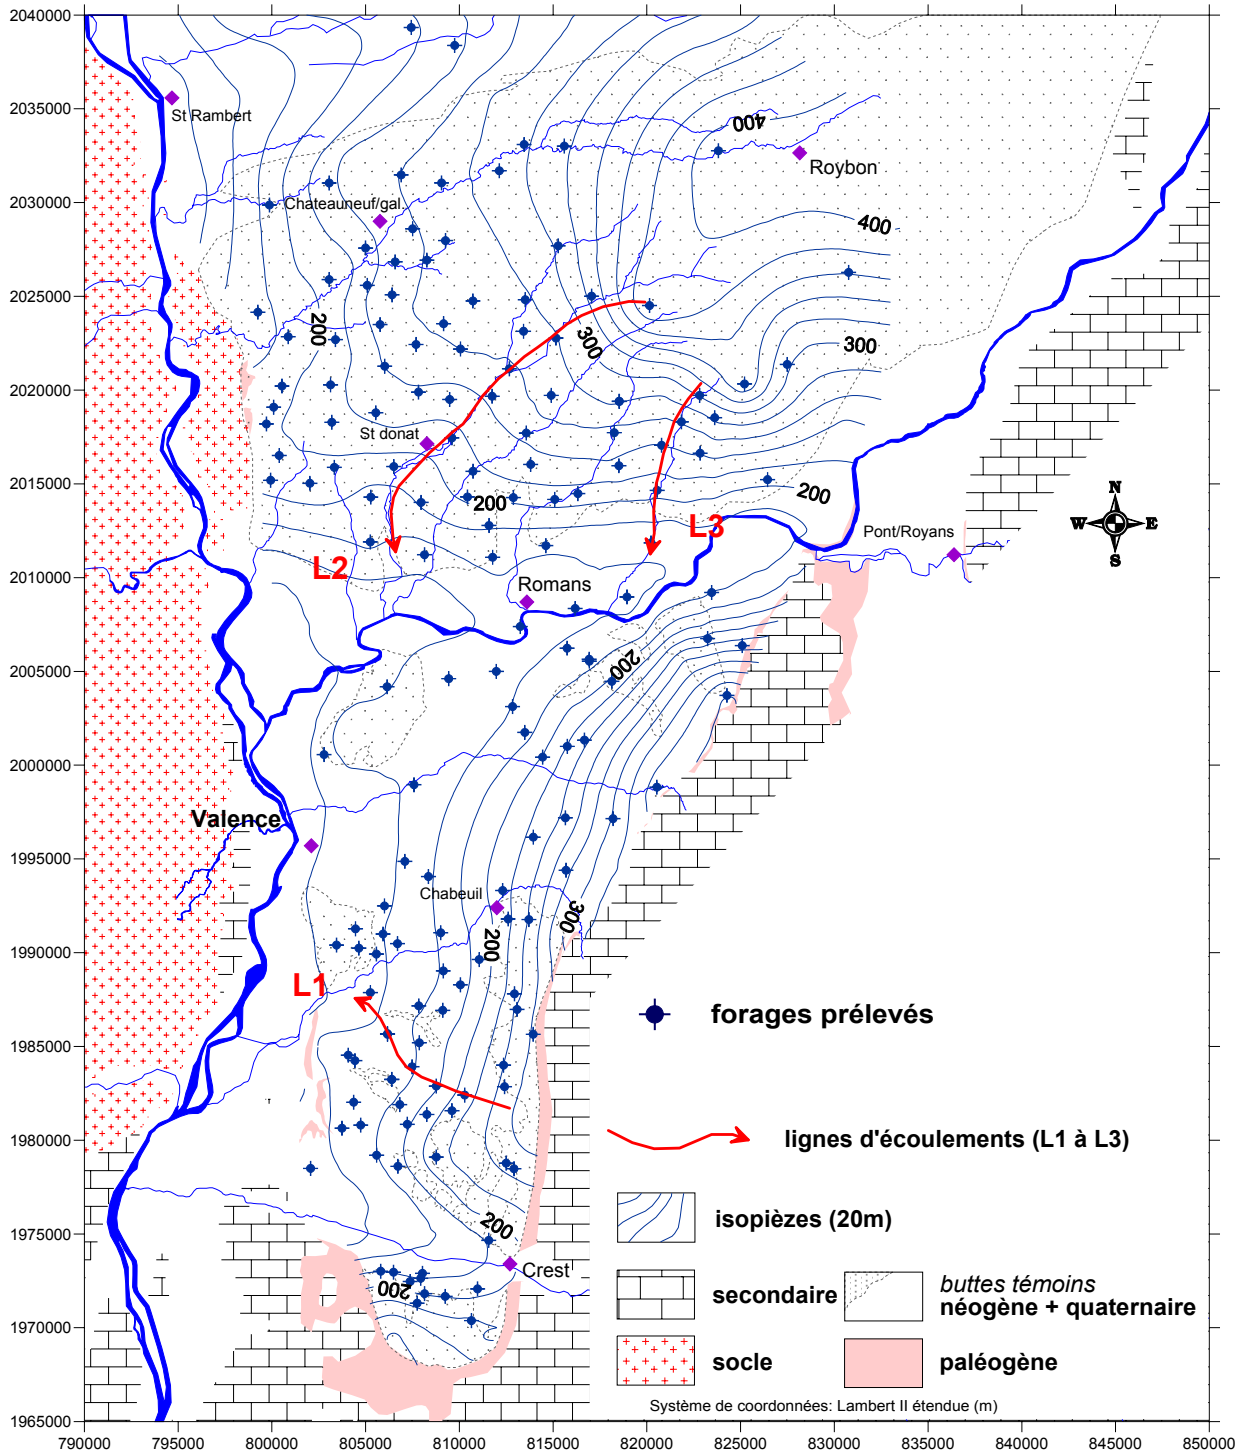 2040000
2035000
2030000
2025000
2020000
2015000
2010000
2005000
2000000
1995000
1990000
1985000
1980000
1975000
1970000
1965000
790000 795000 800000 805000 810000 815000 820000 825000 830000 835000 840000 845000 850000
St Rambert
400
Roybon
Chateauneuf/gal.
400
200
300
300
St donat
200
200
L3
N
W E
S
Pont/Royans
L2
Romans
200
Valence
Chabeuil
300
200
L1
forages prélevés
lignes d'écoulements (L1 à L3)
200
isopièzes (20m)
Crest
200
secondaire
buttes témoins
néogène + quaternaire
socle
paléogène
Système de coordonnées: Lambert II étendue (m)